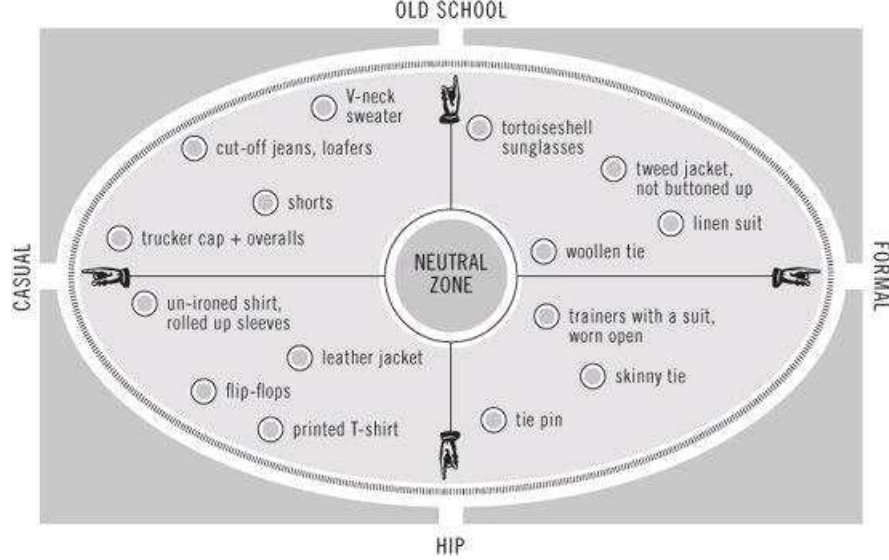 OLD SCHOOL
V-neck
sweater
tortoiseshell
sunglasses
cut-off jeans, loafers
tweed jacket,
not buttoned up
shorts
linen suit
trucker cap + overalls
woollen tie
CASUAL
NEUTRAL
ZONE
FORMAL
un-ironed shirt,
rolled up sleeves
trainers with a suit,
worn open
leather jacket
skinny tie
flip-flops
tie pin
printed T-shirt
HIP